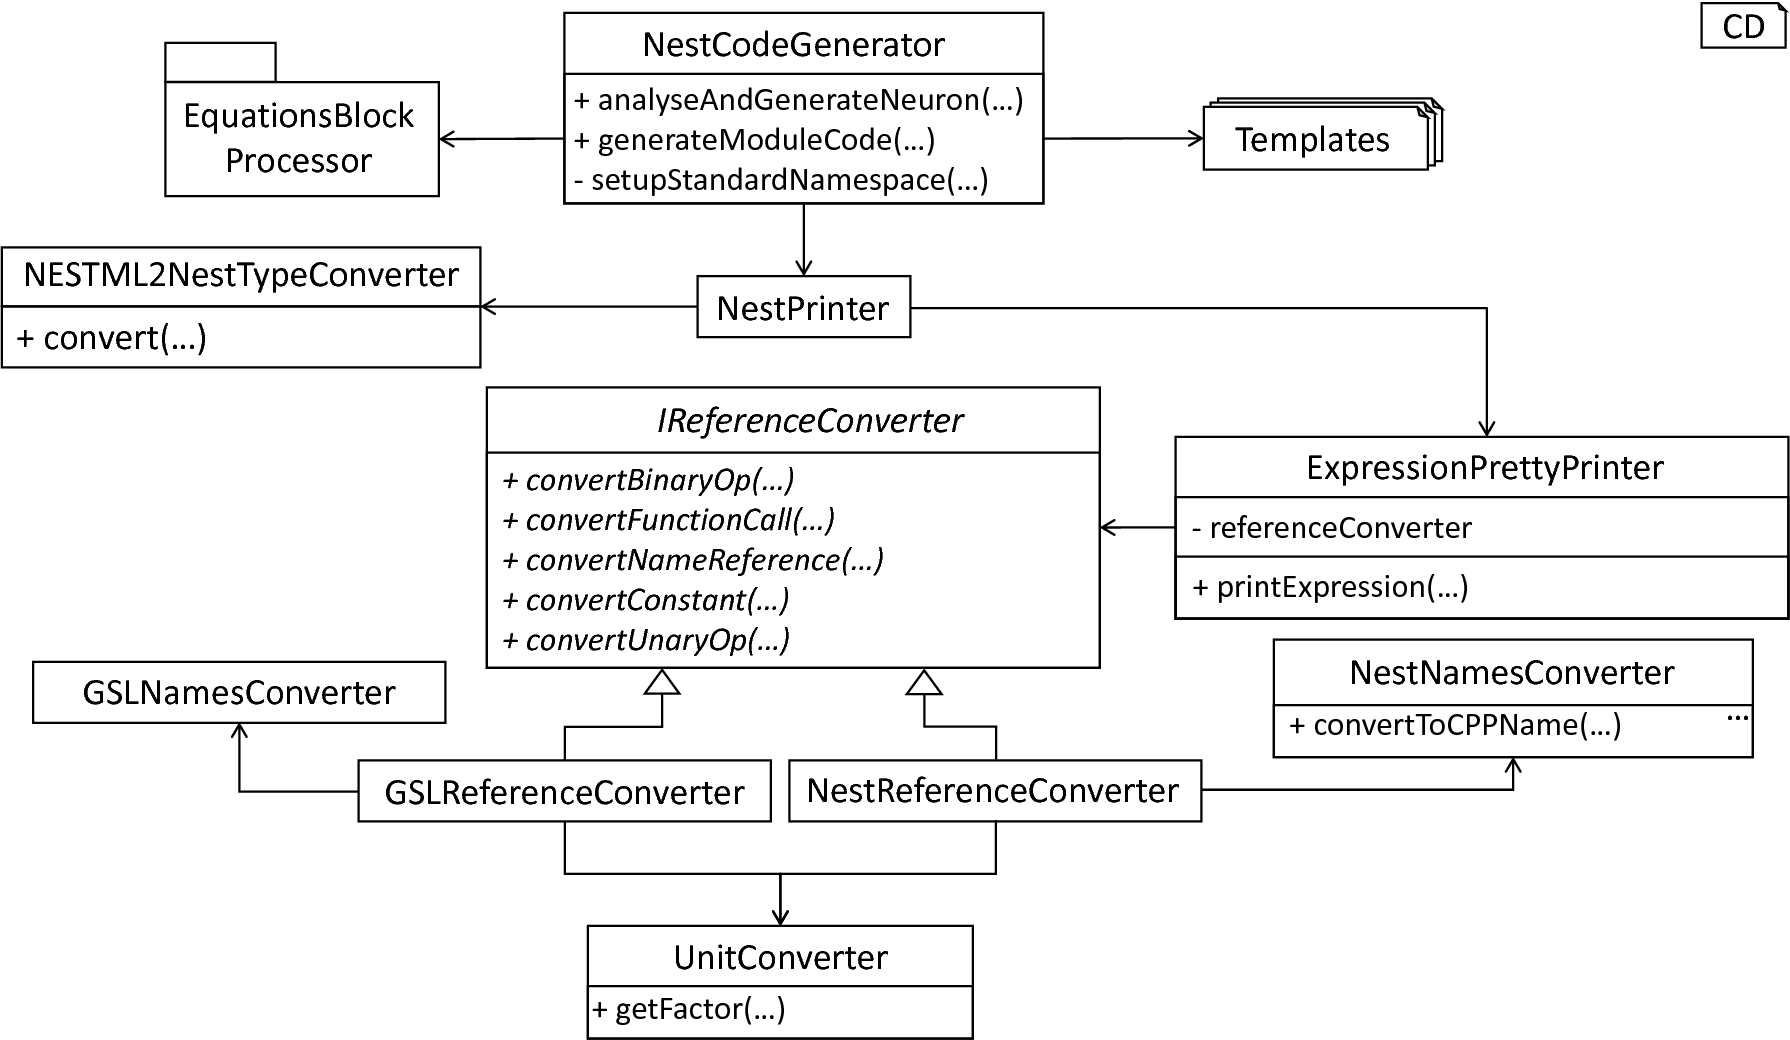 CD
NestCodeGenerator
+ analyseAndGenerateNeuron(...)
+ generateModuleCode(...)
- setupStandardNamespace(...)
EquationsBlock
Processor
Templates
NESTML2NestTypeConverter
+ convert(...)
NestPrinter
IReferenceConverter
+ convertBinaryOp(...)
+ convertFunctionCall(...)
+ convertNameReference(...)
+ convertConstant(...)
+ convertUnaryOp(...)
ExpressionPrettyPrinter
- referenceConverter
+ printExpression(...)
GSLNamesConverter
NestNamesConverter
+ convertToCPPName(...) ...
GSLReferenceConverter
NestReferenceConverter
UnitConverter
+ getFactor(...)